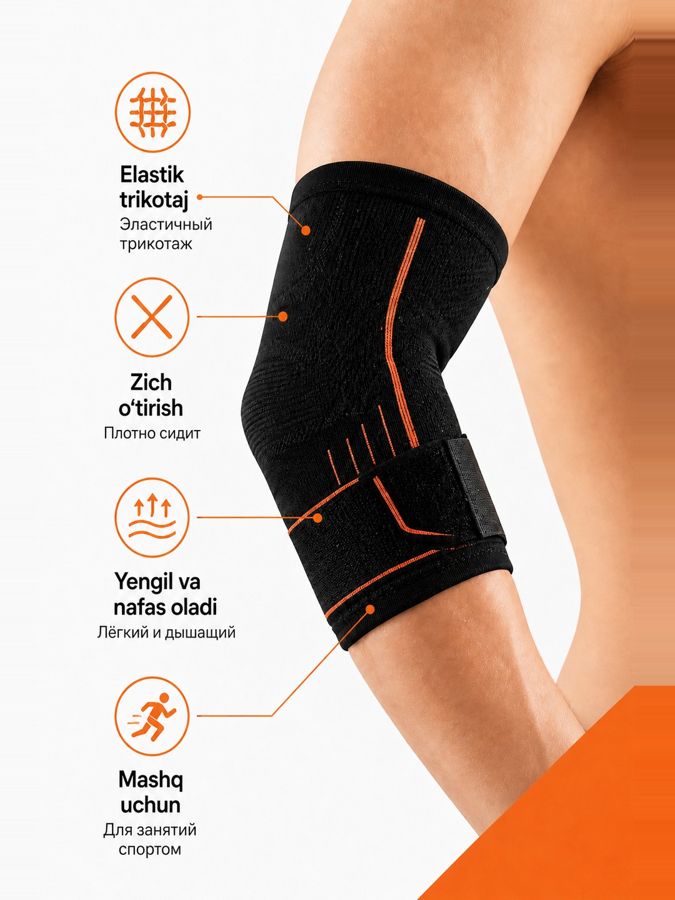 Elastik
trikotaj
Эластичный
трикотаж
Zich
o‘tirish
Плотно сидит
Yengil va
nafas oladi
Лёгкий и дышащий
Mashq
uchun
Для занятий
спортом